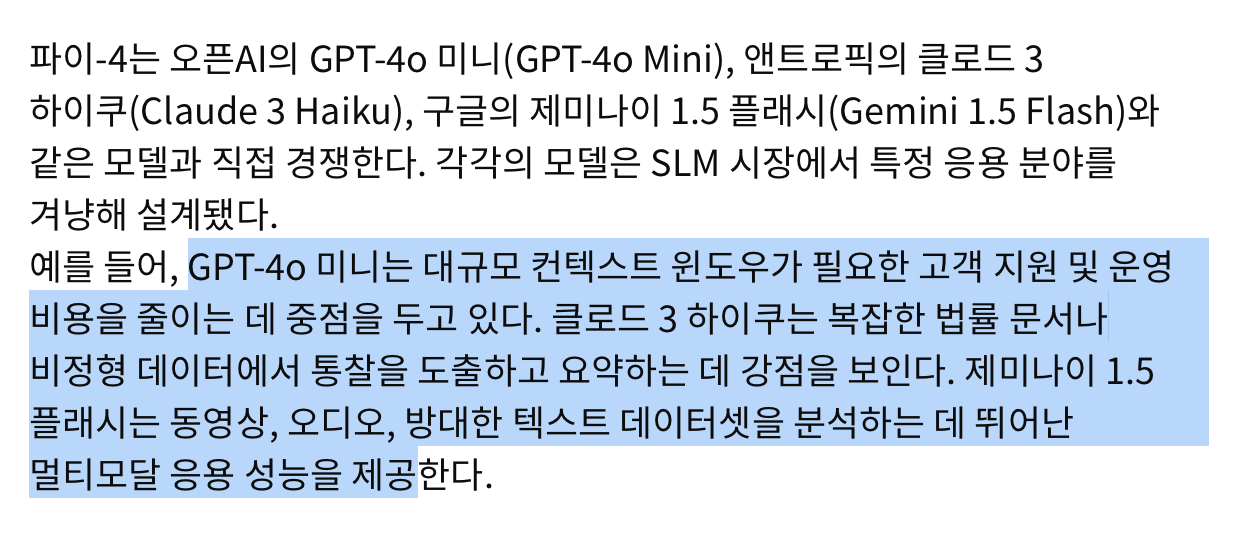 파이-4는 오픈AI의 GPT-4o 미니(GPT-4o Mini), 앤트로픽의 클로드 3
하이쿠(Claude 3 Haiku), 구글의 제미나이 1.5 플래시(Gemini 1.5 Flash)와
같은 모델과 직접 경쟁한다. 각각의 모델은 SLM 시장에서 특정 응용 분야를
겨냥해 설계됐다.
예를 들어, GPT-4o 미니는 대규모 컨텍스트 윈도우가 필요한 고객 지원 및 운영
비용을 줄이는 데 중점을 두고 있다. 클로드 3 하이쿠는 복잡한 법률 문서나
비정형 데이터에서 통찰을 도출하고 요약하는 데 강점을 보인다. 제미나이 1.5
플래시는 동영상, 오디오, 방대한 텍스트 데이터셋을 분석하는 데 뛰어난
멀티모달 응용 성능을 제공한다.